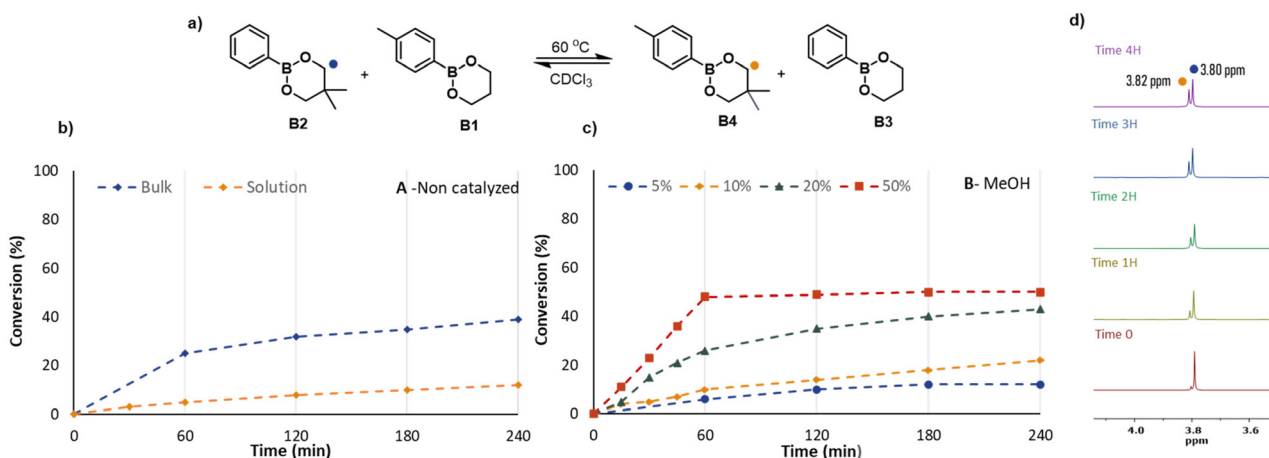 a)
O
B
O
B2
+
O
B
O
B1
60 °C
CDCl3
O
B
O
B4
+
O
B
O
B3
b)
100
80
60
40
20
0
Conversion (%)
Bulk
Solution
A -Non catalyzed
0
60
120
180
240
Time (min)
c)
100
80
60
40
20
0
Conversion (%)
5%
10%
20%
50%
B- MeOH
0
60
120
180
240
Time (min)
d)
Time 4H
3.82 ppm
3.80 ppm
Time 3H
Time 2H
Time 1H
Time 0
4.0
3.8
3.6
ppm